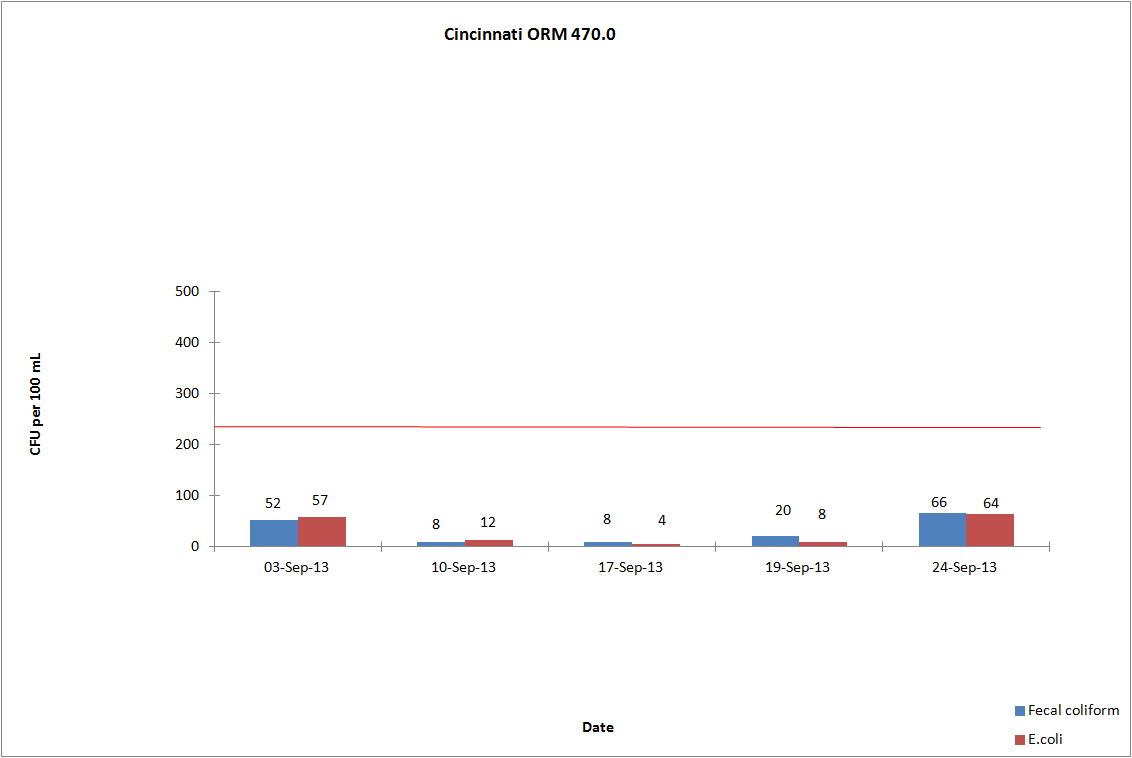 Cincinnati ORM 470.0
500
400
300
200
100
0
CFU per 100 mL
52 57 8 12 8 4 20 8 66 64
03-Sep-13 10-Sep-13 17-Sep-13 19-Sep-13 24-Sep-13
Date
Fecal coliform
E.coli